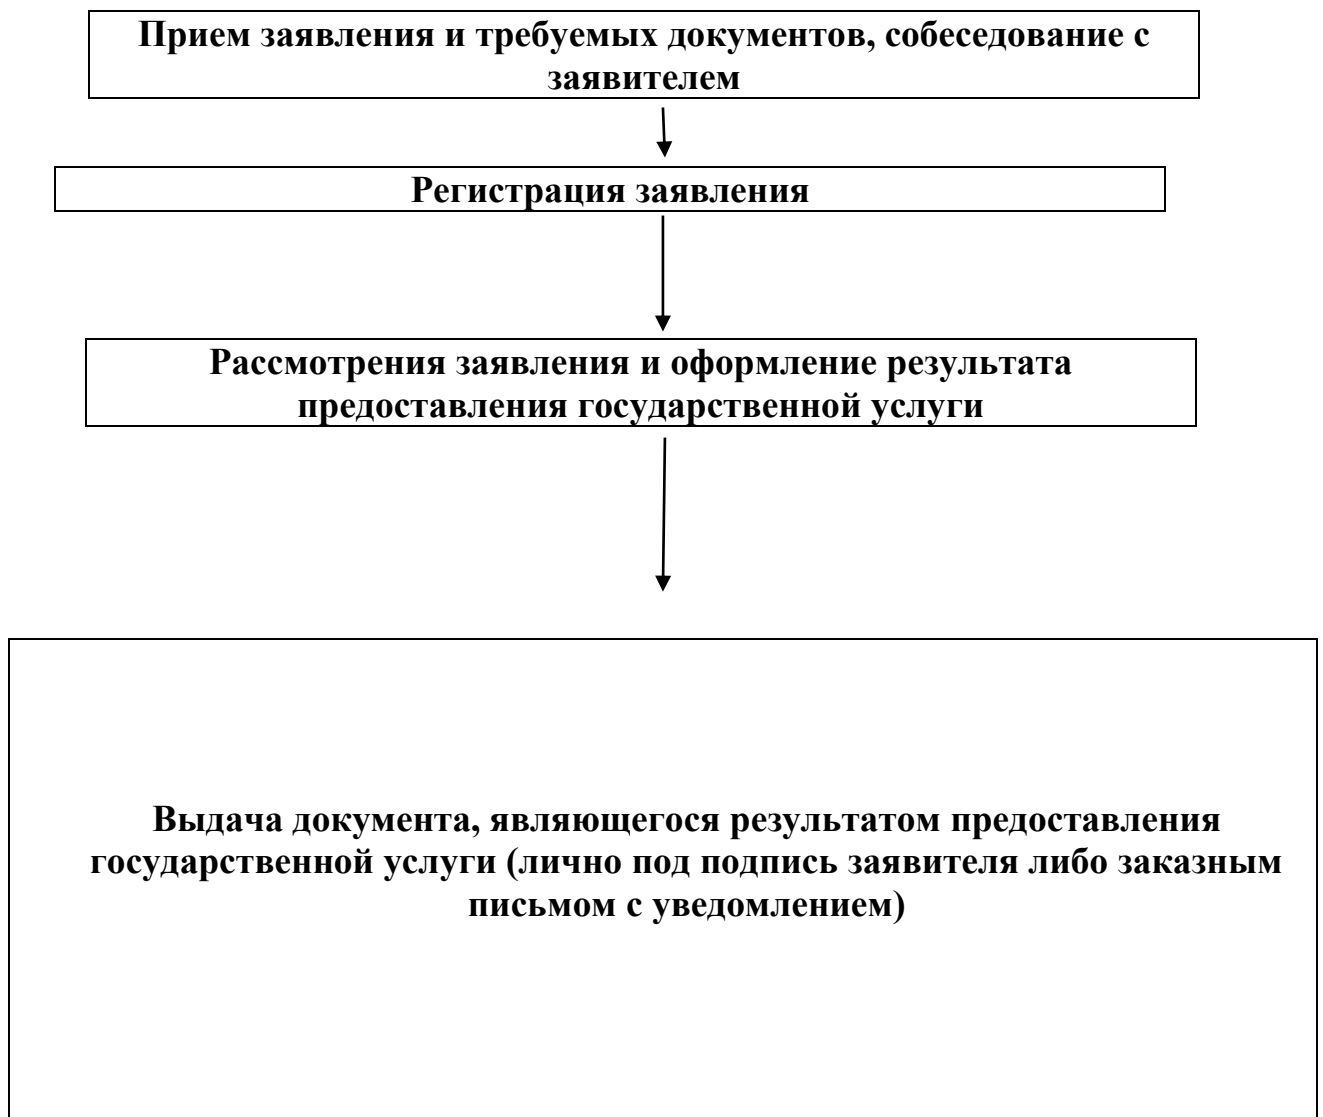 Прием заявления и требуемых документов, собеседование с
заявителем
Регистрация заявления
Рассмотрения заявления и оформление результата
предоставления государственной услуги
Выдача документа, являющегося результатом предоставления
государственной услуги (лично под подпись заявителя либо заказным
письмом с уведомлением)